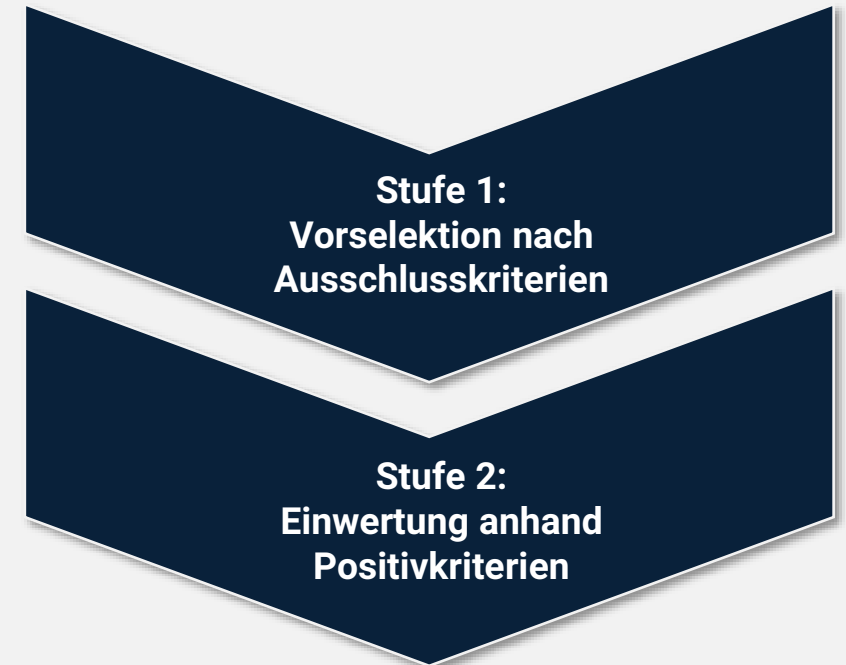 Stufe 1:
Vorselektion nach
Ausschlusskriterien
Stufe 2:
Einwertung anhand
Positivkriterien